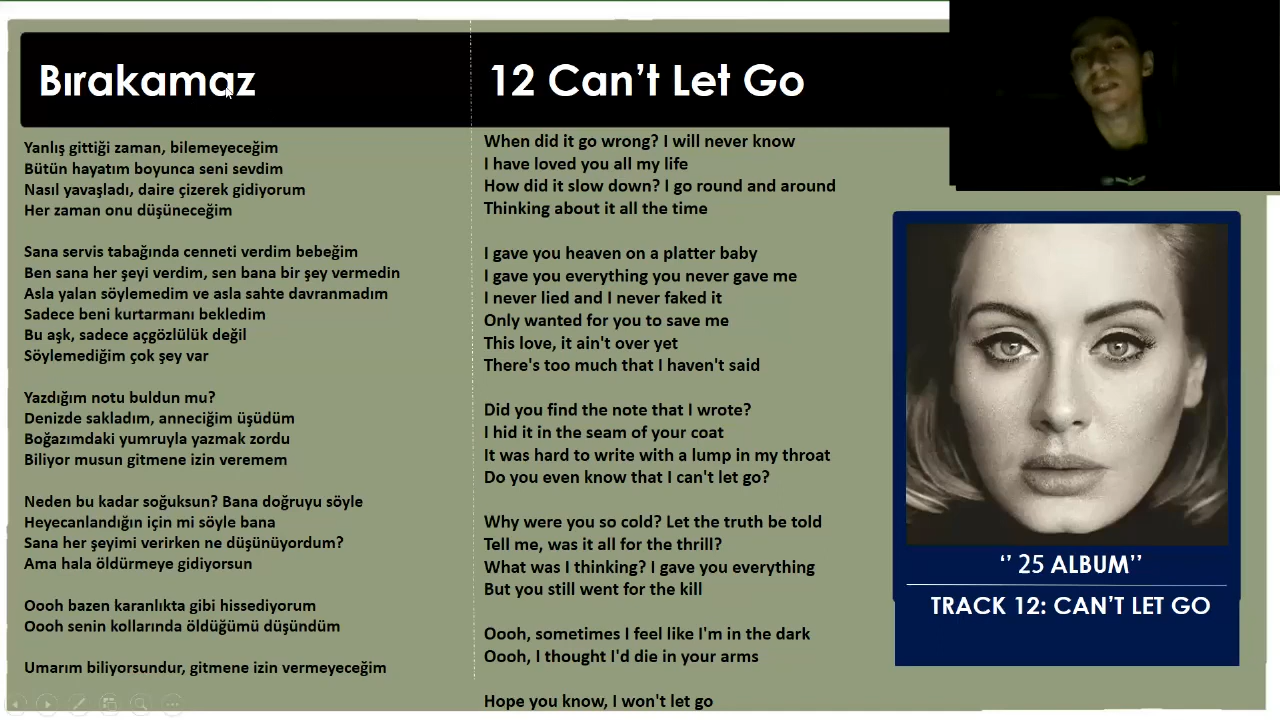 Bırakamaz
Yanlış gittiği zaman, bilemeyeceğim
Bütün hayatım boyunca seni sevdim
Nasıl yavaşladı, daire çizerek gidiyorum
Her zaman onu düşüneceğim
Sana servis tabağında cenneti verdim bebeğim
Ben sana her şeyi verdim, sen bana bir şey vermedin
Asla yalan söylemedim ve asla sahte davranmadım
Sadece beni kurtarmanı bekledim
Bu aşk, sadece açgözlülük değil
Söylemediğim çok şey var
Yazdığım notu buldun mu?
Denizde sakladım, anneciğim üşüdüm
Boğazımdaki yumruyla yazmak zordu
Biliyor musun gitmene izin veremem
Neden bu kadar soğuksun? Bana doğruyu söyle
Heyecanlandığın için mi söyle bana
Sana her şeyimi verirken ne düşünüyordum?
Ama hala öldürmeye gidiyorsun
Oooh bazen karanlıkta gibi hissediyorum
Oooh senin kollarında öldüğümü düşündüm
Umarım biliyorsundur, gitmene izin vermeyeceğim
12 Can’t Let Go
When did it go wrong? I will never know
I have loved you all my life
How did it slow down? I go round and around
Thinking about it all the time
I gave you heaven on a platter baby
I gave you everything you never gave me
I never lied and I never faked it
Only wanted for you to save me
This love, it ain't over yet
There's too much that I haven't said
Did you find the note that I wrote?
I hid it in the seam of your coat
It was hard to write with a lump in my throat
Do you even know that I can't let go?
Why were you so cold? Let the truth be told
Tell me, was it all for the thrill?
What was I thinking? I gave you everything
But you still went for the kill
Oooh, sometimes I feel like I'm in the dark
Oooh, I thought I'd die in your arms
Hope you know, I won't let go
‘’ 25 ALBUM’’
TRACK 12: CAN’T LET GO